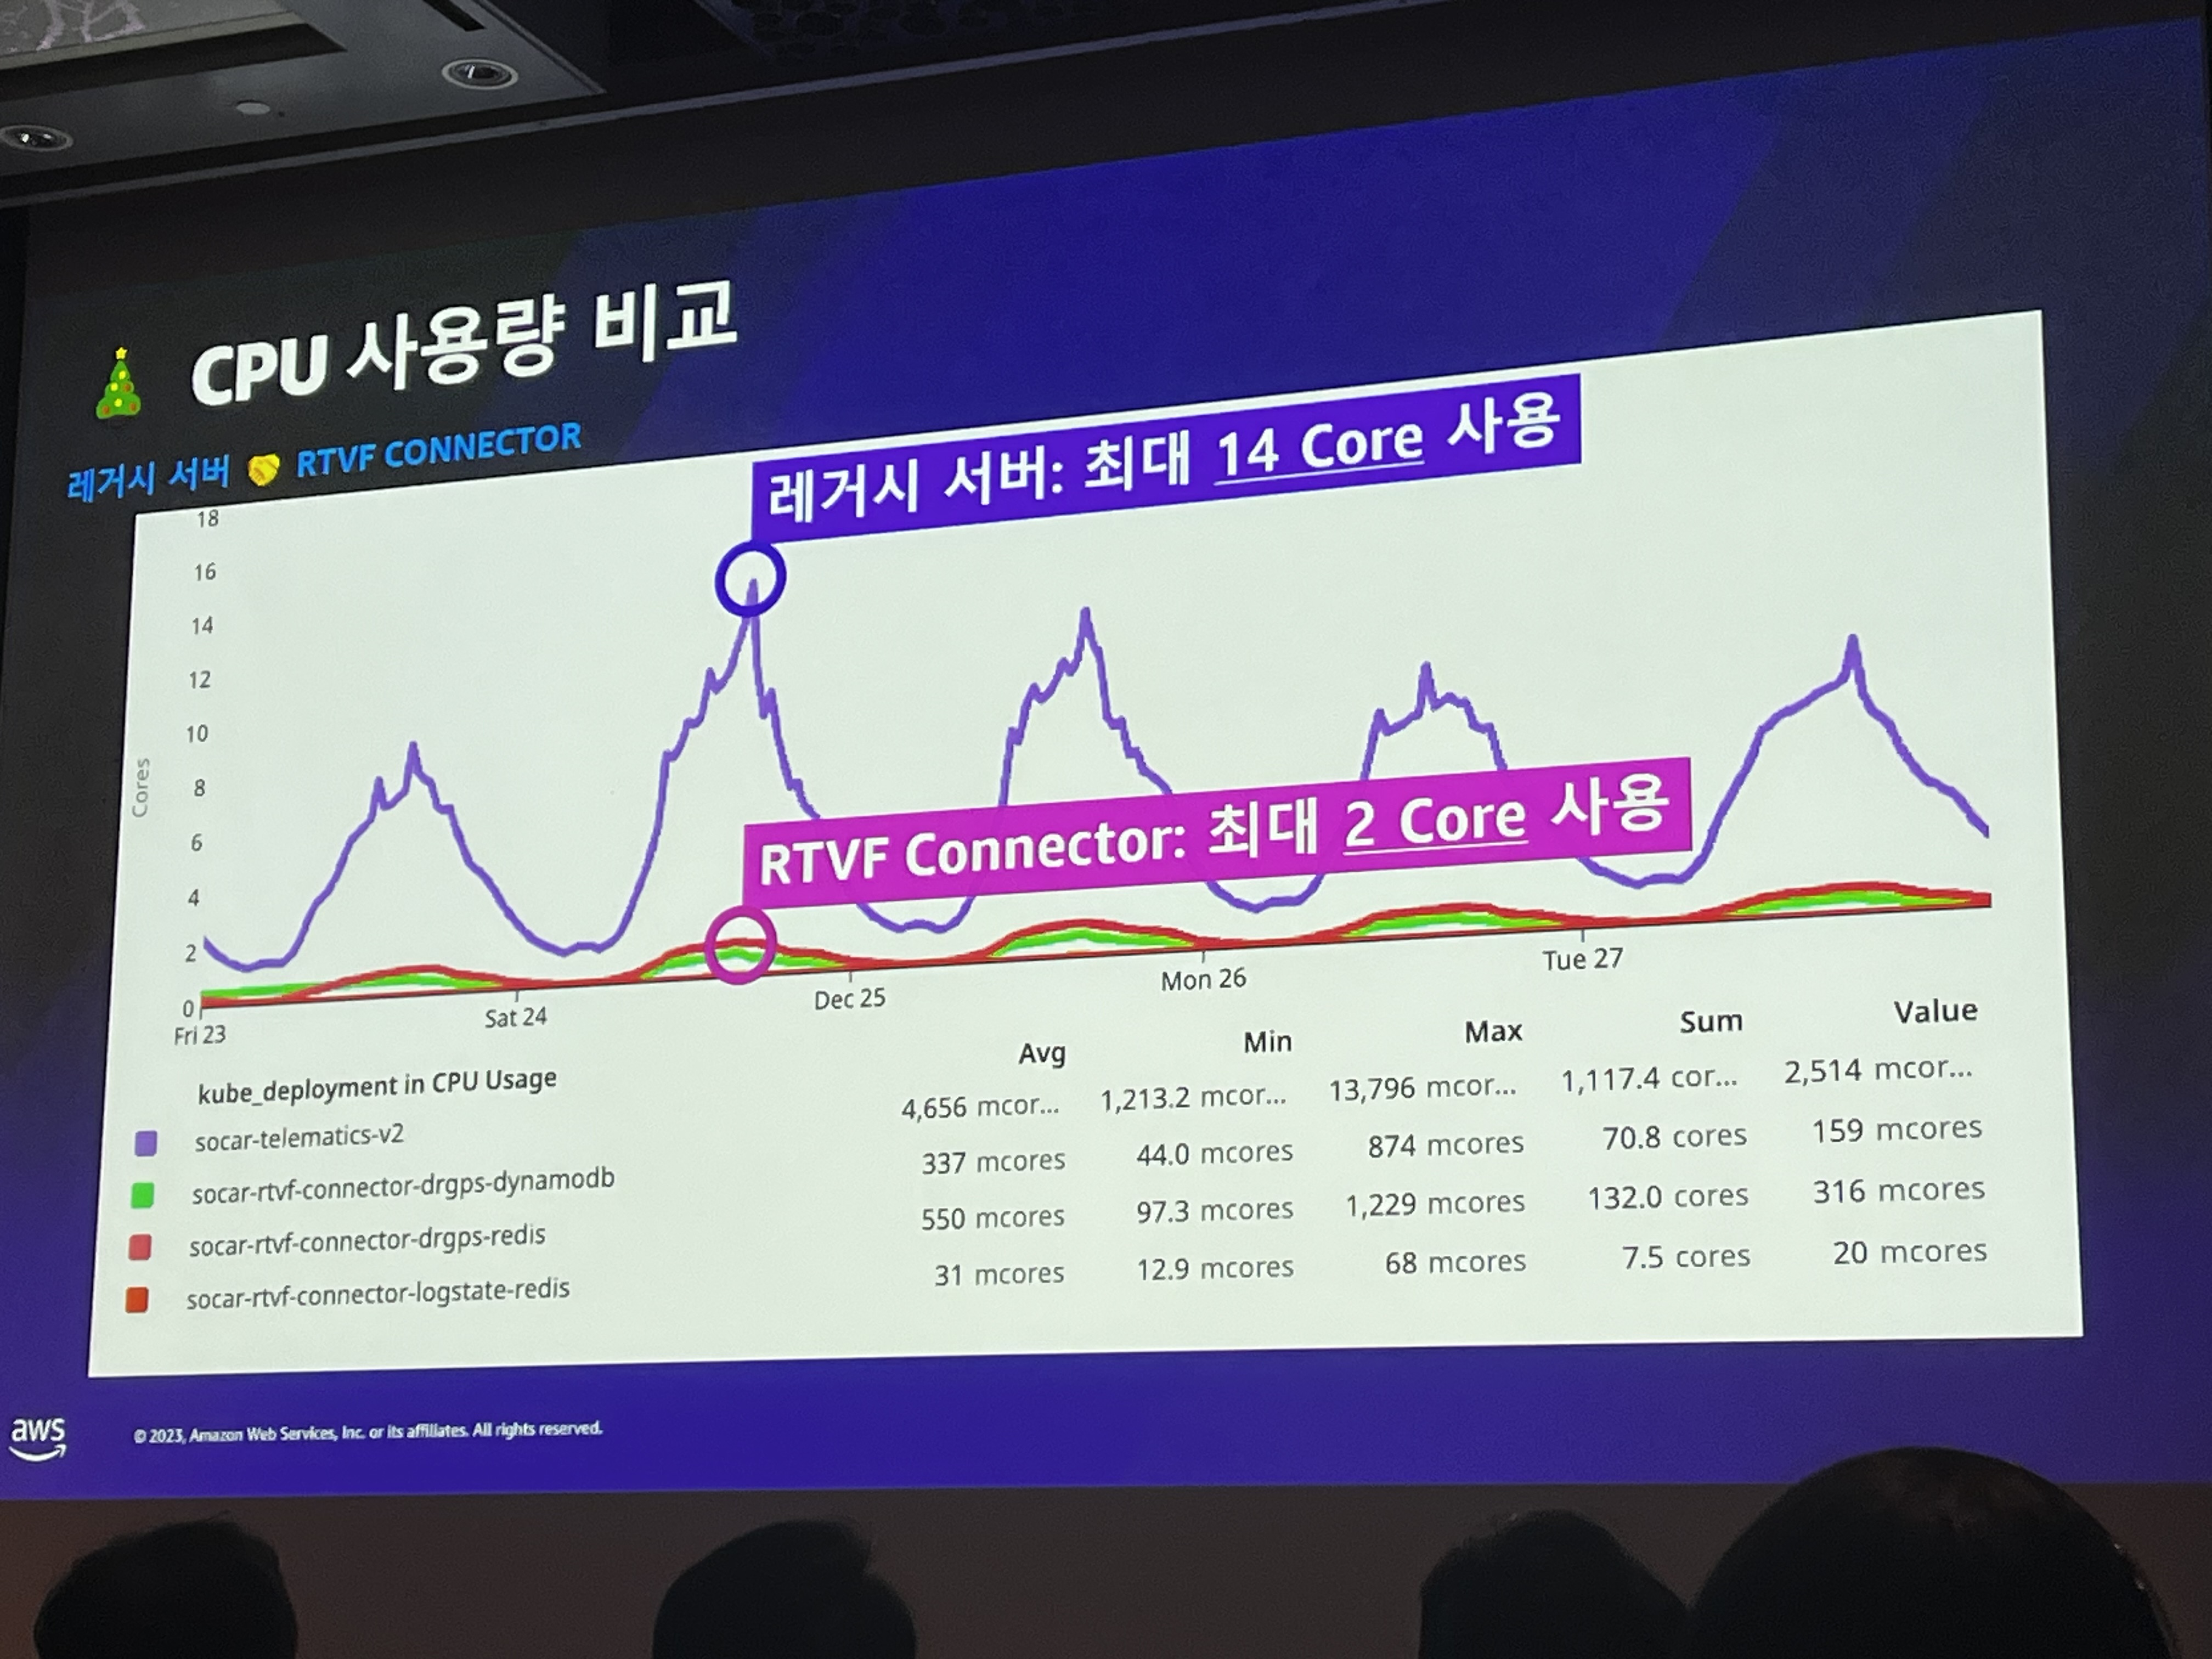 CPU 사용량 비교
레거시 서버 RTVF CONNECTOR
레거시 서버: 최대 14 Core 사용
RTVF Connector: 최대 2 Core 사용
Cores
18
16
14
12
10
8
6
4
2
0
Fri 23 Sat 24 Dec 25 Mon 26 Tue 27
kube_deployment in CPU Usage Avg Min Max Sum Value
socar-telematics-v2 4,656 mcor... 1,213.2 mcor... 13,796 mcor... 1,117.4 cor... 2,514 mcor...
socar-rtvf-connector-drgps-dynamodb 337 mcores 44.0 mcores 874 mcores 70.8 cores 159 mcores
socar-rtvf-connector-drgps-redis 550 mcores 97.3 mcores 1,229 mcores 132.0 cores 316 mcores
socar-rtvf-connector-logstate-redis 31 mcores 12.9 mcores 68 mcores 7.5 cores 20 mcores
aws © 2023, Amazon Web Services, Inc. or its affiliates. All rights reserved.